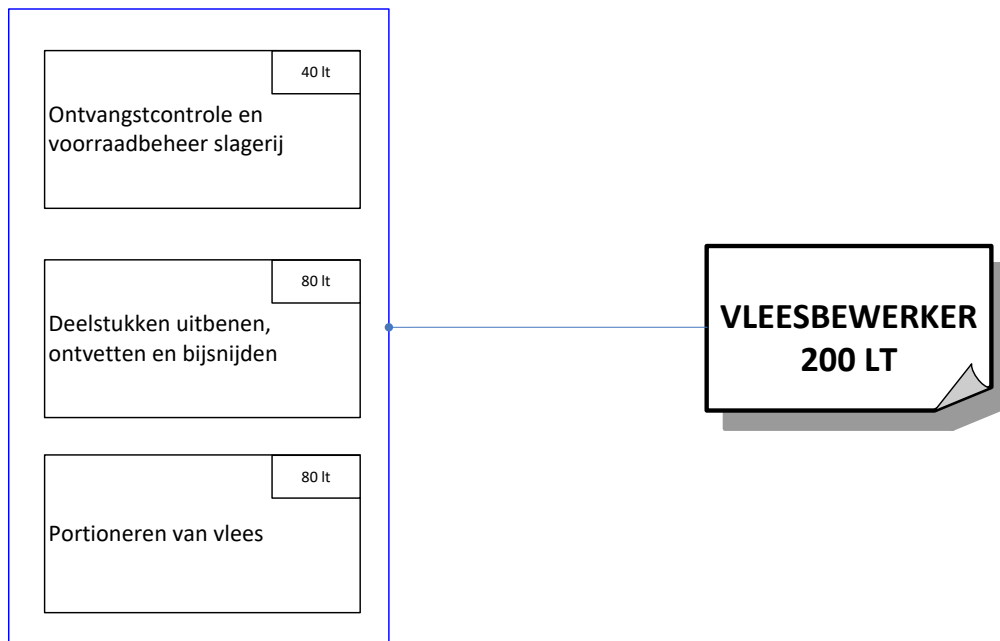 40 lt
Ontvangstcontrole en
voorraadbeheer slagerij
80 lt
Deelstukken uitbenen,
ontvetten en bijsnijden
80 lt
Portioneren van vlees
VLEESBEWERKER
200 LT